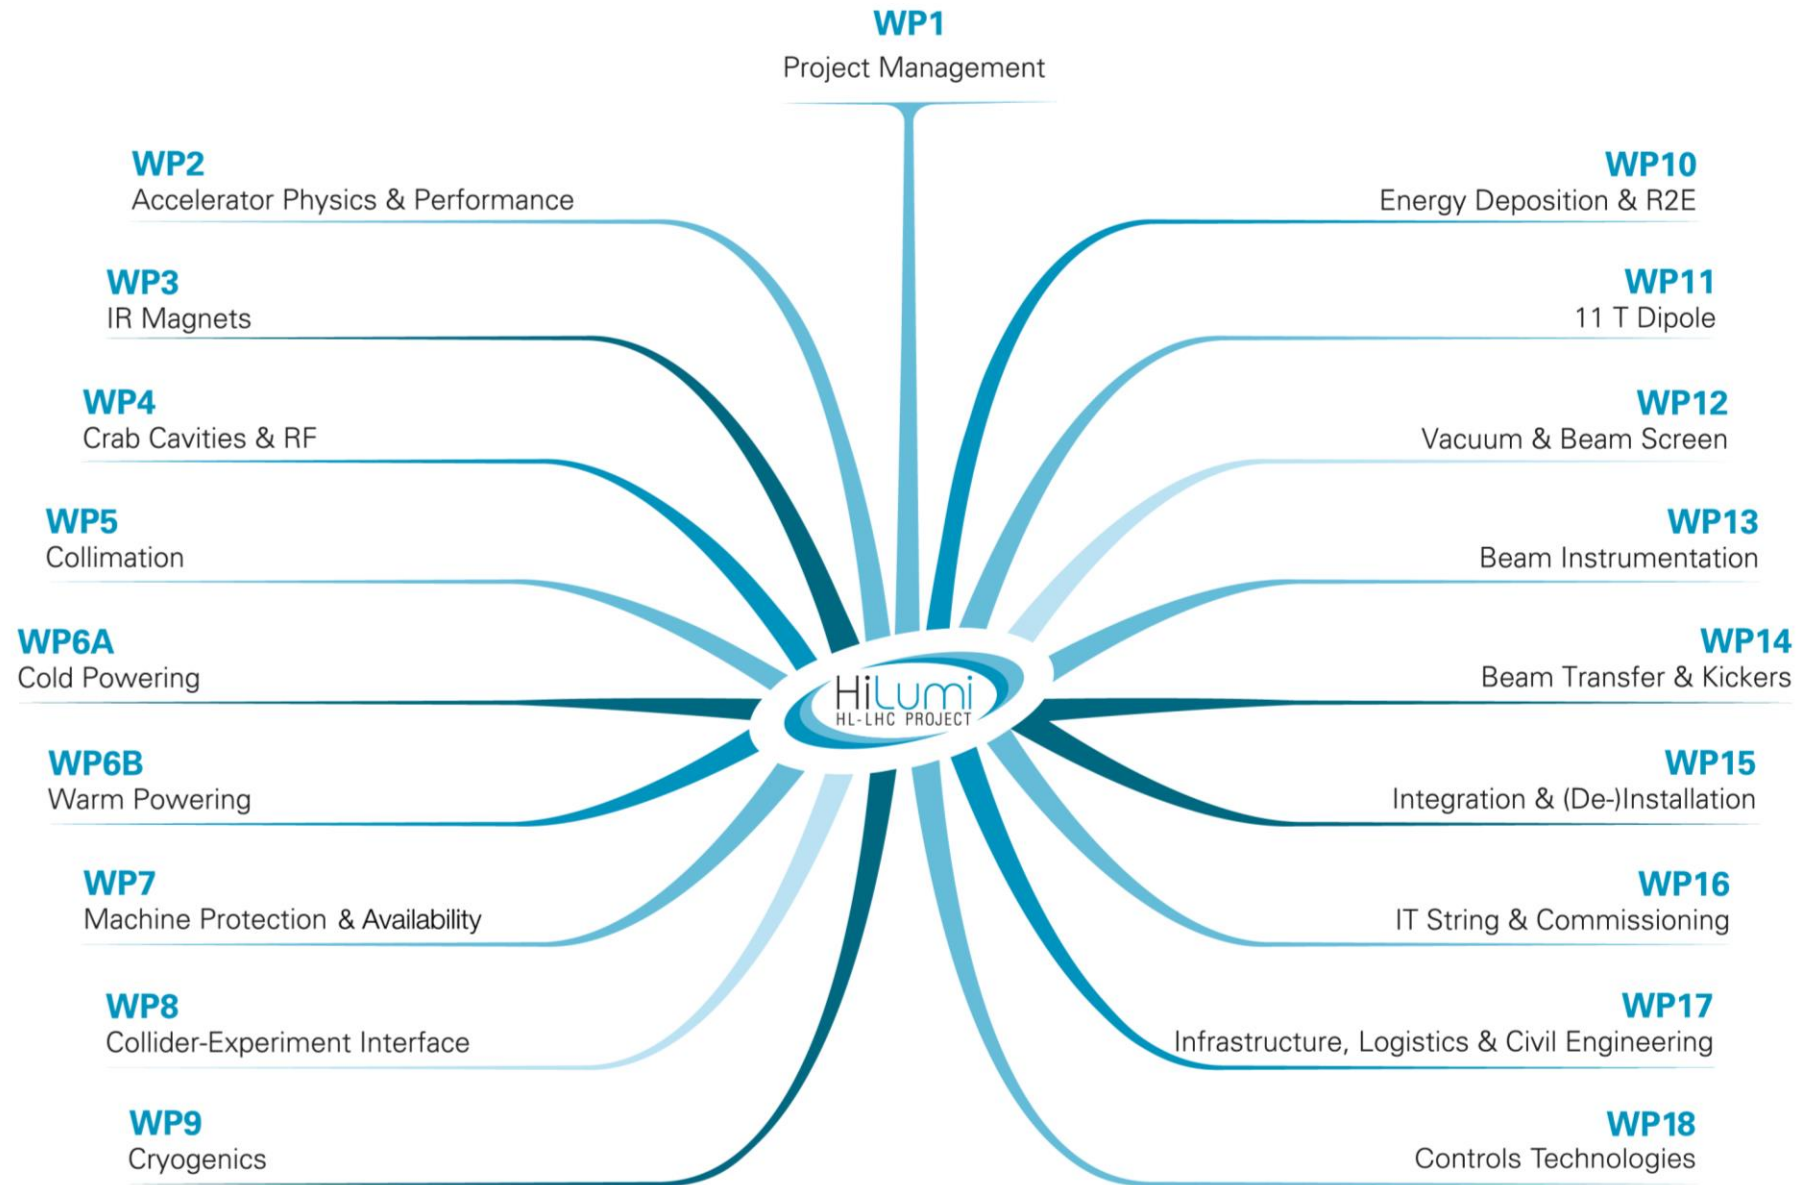 WP1
Project Management
WP2
Accelerator Physics & Performance
WP3
IR Magnets
WP4
Crab Cavities & RF
WP5
Collimation
WP6A
Cold Powering
WP6B
Warm Powering
WP7
Machine Protection & Availability
WP8
Collider-Experiment Interface
WP9
Cryogenics
HiLumi
HL-LHC PROJECT
WP10
Energy Deposition & R2E
WP11
11 T Dipole
WP12
Vacuum & Beam Screen
WP13
Beam Instrumentation
WP14
Beam Transfer & Kickers
WP15
Integration & (De-)Installation
WP16
IT String & Commissioning
WP17
Infrastructure, Logistics & Civil Engineering
WP18
Controls Technologies